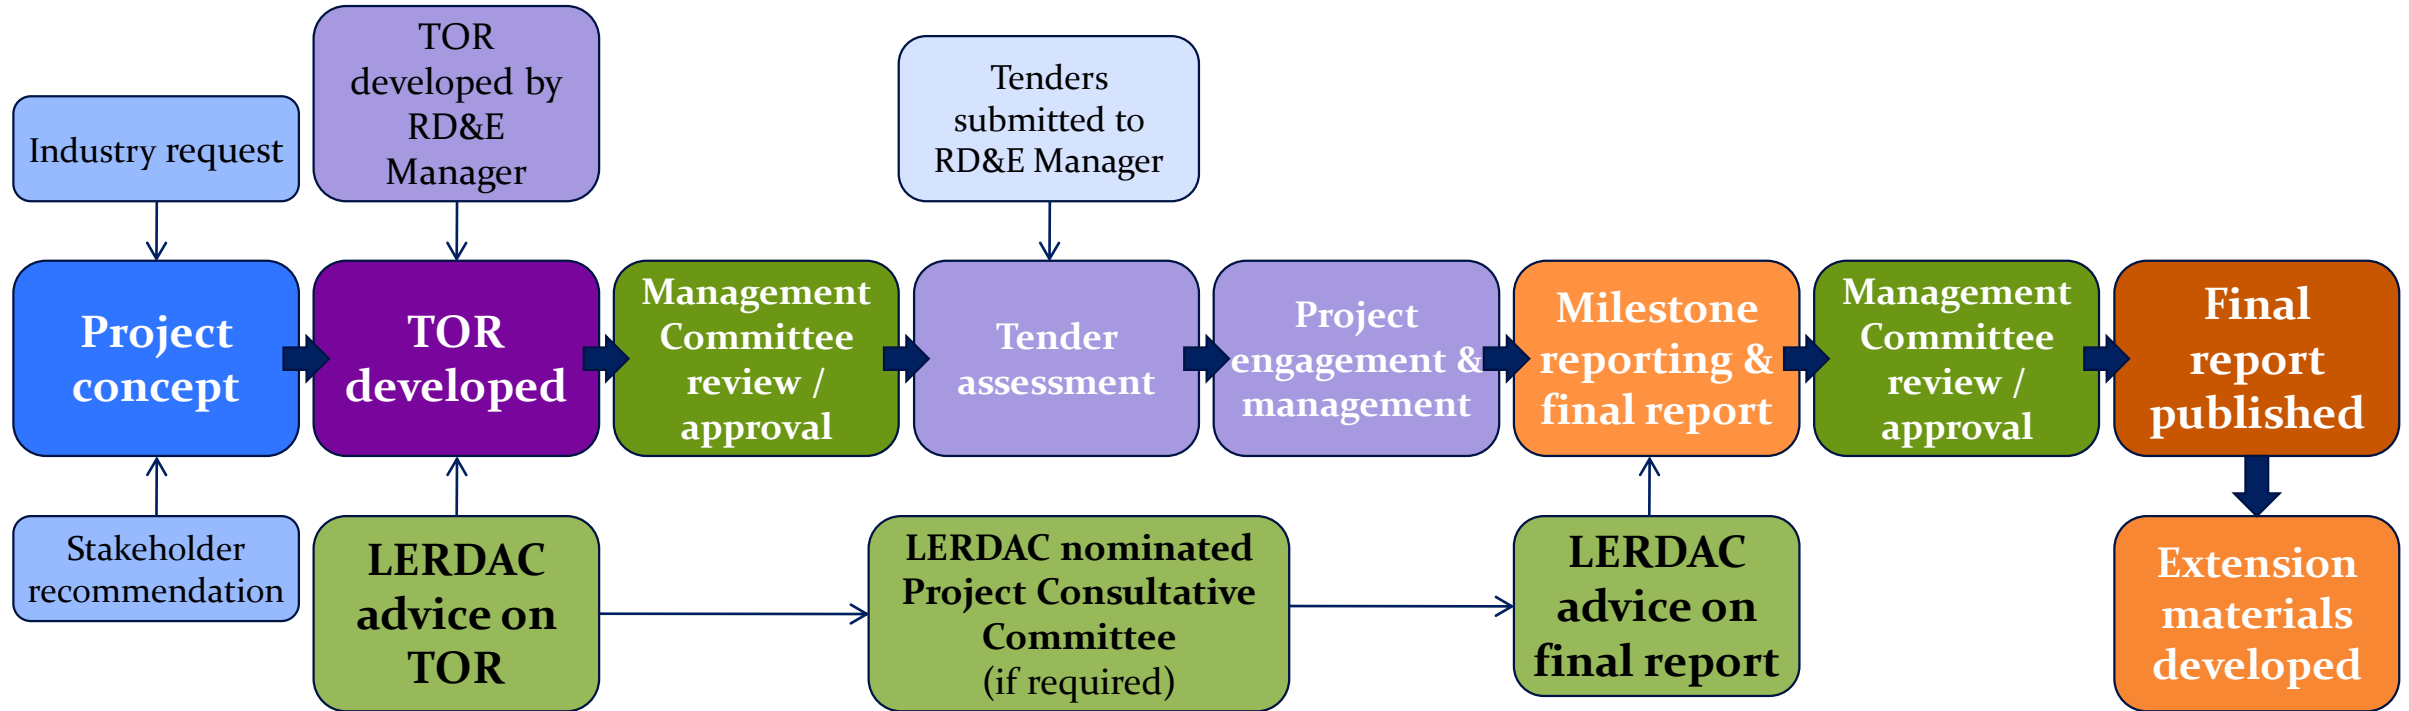 TOR
developed by
RD&E
Manager
Tenders
submitted to
RD&E Manager
Industry request
Project
concept
TOR
developed
Management
Committee
review /
approval
Tender
assessment
Project
engagement &
management
Milestone
reporting &
final report
Management
Committee
review /
approval
Final
report
published
Stakeholder
recommendation
LERDAC
advice on
TOR
LERDAC nominated
Project Consultative
Committee
(if required)
LERDAC
advice on
final report
Extension
materials
developed